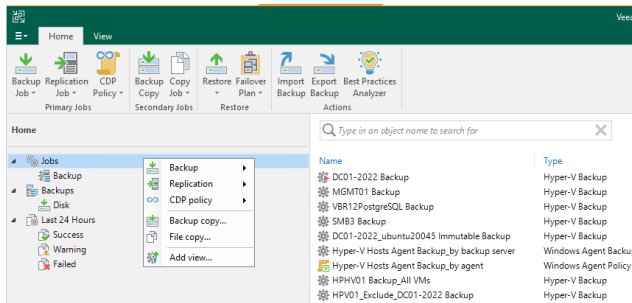 Veea
Home View
Backup Job Replication Job CDP Policy Backup Copy Copy Job Restore Failover Plan Import Backup Export Backup Best Practices Analyzer
Primary Jobs Secondary Jobs Restore Actions
Home
Type in an object name to search for
Jobs
Backup
Backups
Disk
Last 24 Hours
Success
Warning
Failed
Backup
Replication
CDP policy
Backup copy...
File copy...
Add view...
Name Type
DC01-2022 Backup Hyper-V Backup
MGMT01 Backup Hyper-V Backup
VBR12PostgreSQL Backup Hyper-V Backup
SMB3 Backup Hyper-V Backup
DC01-2022_ubuntu20045 Immutable Backup Hyper-V Backup
Hyper-V Hosts Agent Backup_by backup server Windows Agent Backu
Hyper-V Hosts Agent Backup_by agent Windows Agent Policy
HPHV01 Backup_All VMs Hyper-V Backup
HPV01_Exclude_DC01-2022 Backup Hyper-V Backup